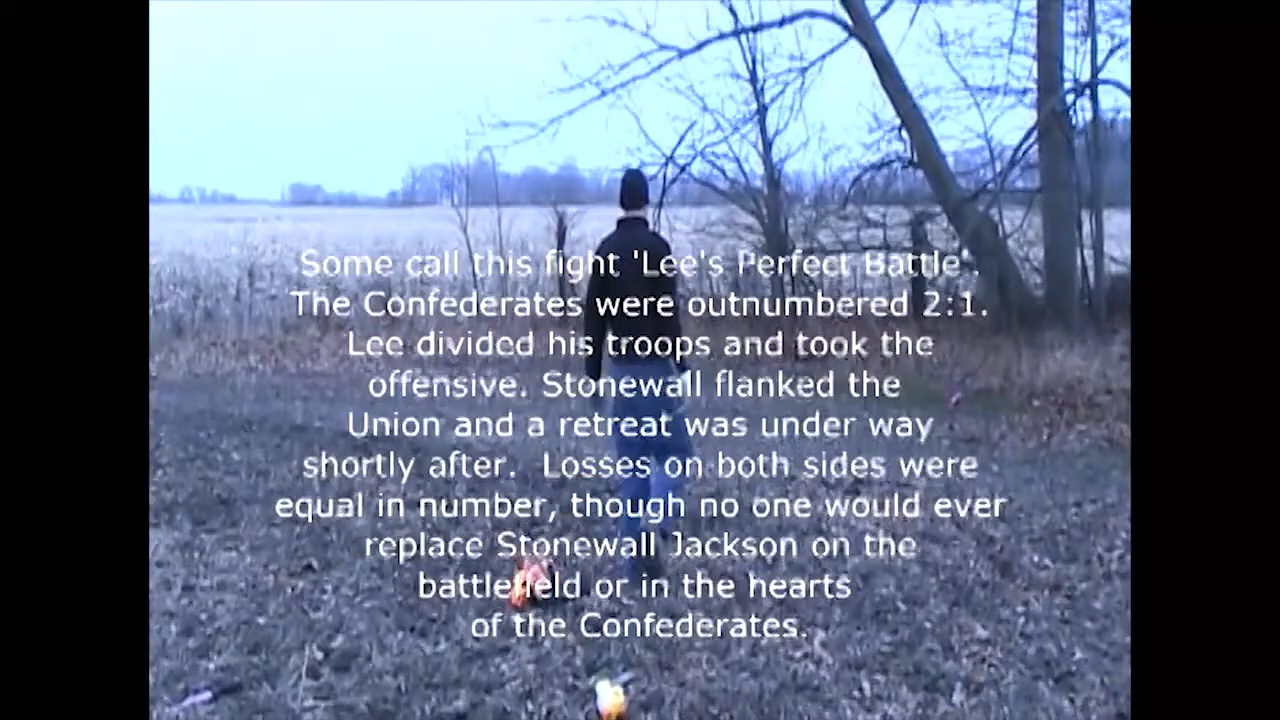 Some call this fight 'Lee's Perfect Battle'.
The Confederates were outnumbered 2:1.
Lee divided his troops and took the
offensive. Stonewall flanked the
Union and a retreat was under way
shortly after.  Losses on both sides were
equal in number, though no one would ever
replace Stonewall Jackson on the
battlefield or in the hearts
of the Confederates.